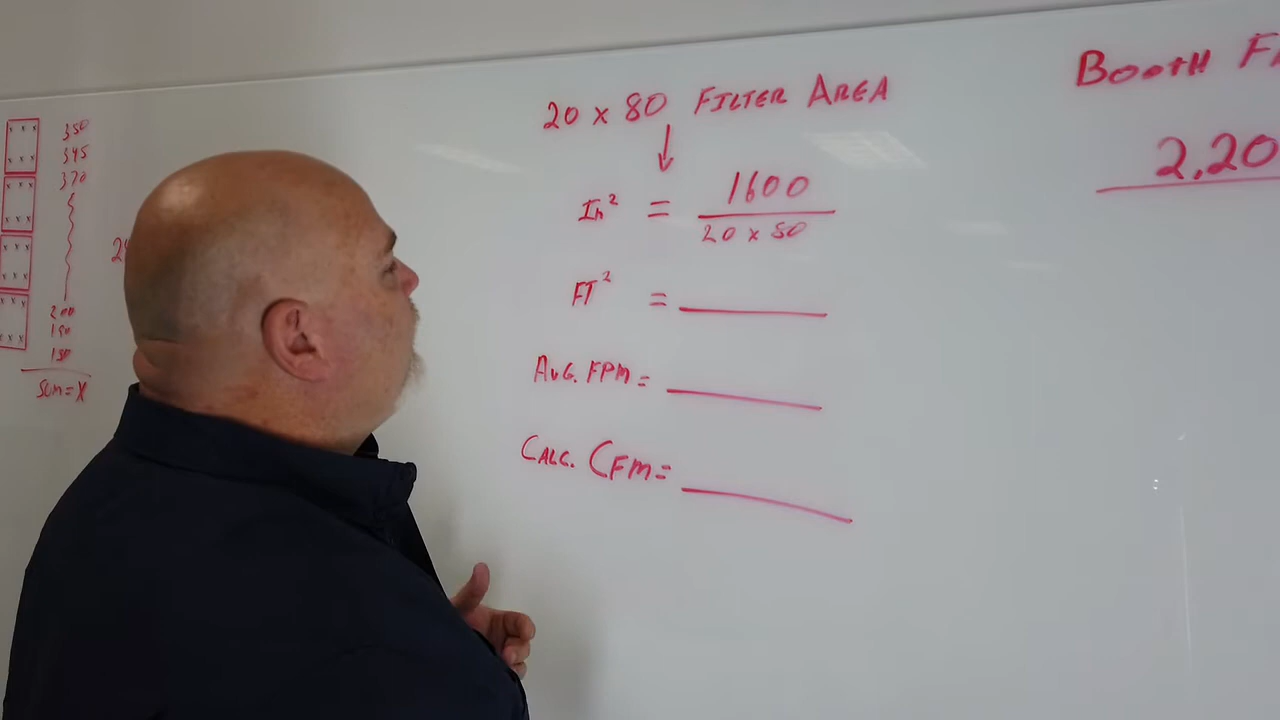 350
345
370
200
150
150
SUM = X
20 x 80 FILTER AREA
In² = 1600
20 x 80
FT² =
AVG. FPM =
CALC. CFM =
BOOTH
2,20